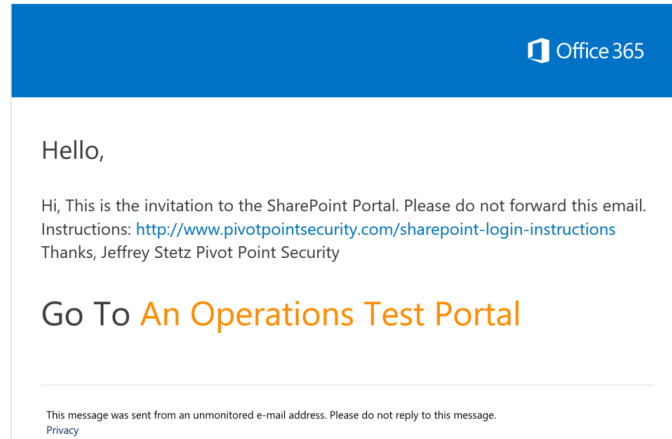 Office 365
Hello,
Hi, This is the invitation to the SharePoint Portal. Please do not forward this email.
Instructions: http://www.pivotpointsecurity.com/sharepoint-login-instructions
Thanks, Jeffrey Stetz Pivot Point Security
Go To An Operations Test Portal
This message was sent from an unmonitored e-mail address. Please do not reply to this message.
Privacy